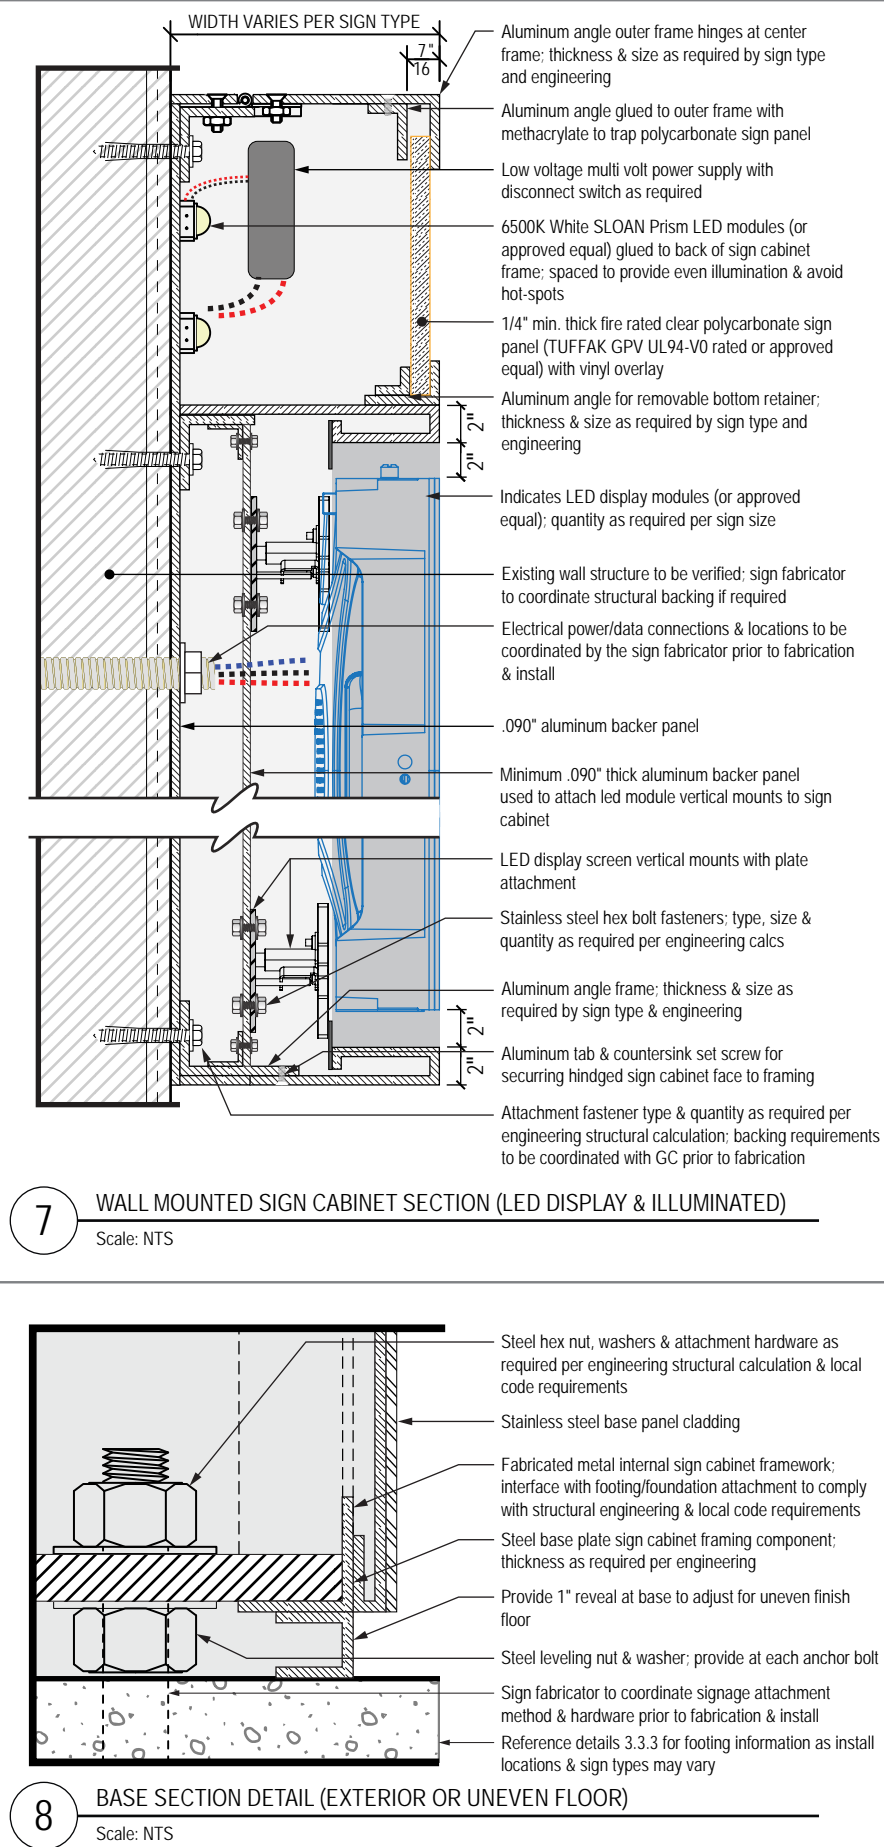 WIDTH VARIES PER SIGN TYPE
7"
16
Aluminum angle outer frame hinges at center
frame; thickness & size as required by sign type
and engineering
Aluminum angle glued to outer frame with
methacrylate to trap polycarbonate sign panel
Low voltage multi volt power supply with
disconnect switch as required
6500K White SLOAN Prism LED modules (or
approved equal) glued to back of sign cabinet
frame; spaced to provide even illumination & avoid
hot-spots
1/4" min. thick fire rated clear polycarbonate sign
panel (TUFFAK GPV UL94-V0 rated or approved
equal) with vinyl overlay
Aluminum angle for removable bottom retainer;
thickness & size as required by sign type and
engineering
2"
2"
Indicates LED display modules (or approved
equal); quantity as required per sign size
Existing wall structure to be verified; sign fabricator
to coordinate structural backing if required
Electrical power/data connections & locations to be
coordinated by the sign fabricator prior to fabrication
& install
.090" aluminum backer panel
Minimum .090" thick aluminum backer panel
used to attach led module vertical mounts to sign
cabinet
LED display screen vertical mounts with plate
attachment
Stainless steel hex bolt fasteners; type, size &
quantity as required per engineering calcs
Aluminum angle frame; thickness & size as
required by sign type & engineering
2"
2"
Aluminum tab & countersink set screw for
securring hindged sign cabinet face to framing
Attachment fastener type & quantity as required per
engineering structural calculation; backing requirements
to be coordinated with GC prior to fabrication
7
WALL MOUNTED SIGN CABINET SECTION (LED DISPLAY & ILLUMINATED)
Scale: NTS
Steel hex nut, washers & attachment hardware as
required per engineering structural calculation & local
code requirements
Stainless steel base panel cladding
Fabricated metal internal sign cabinet framework;
interface with footing/foundation attachment to comply
with structural engineering & local code requirements
Steel base plate sign cabinet framing component;
thickness as required per engineering
Provide 1" reveal at base to adjust for uneven finish
floor
Steel leveling nut & washer; provide at each anchor bolt
Sign fabricator to coordinate signage attachment
method & hardware prior to fabrication & install
Reference details 3.3.3 for footing information as install
locations & sign types may vary
8
BASE SECTION DETAIL (EXTERIOR OR UNEVEN FLOOR)
Scale: NTS